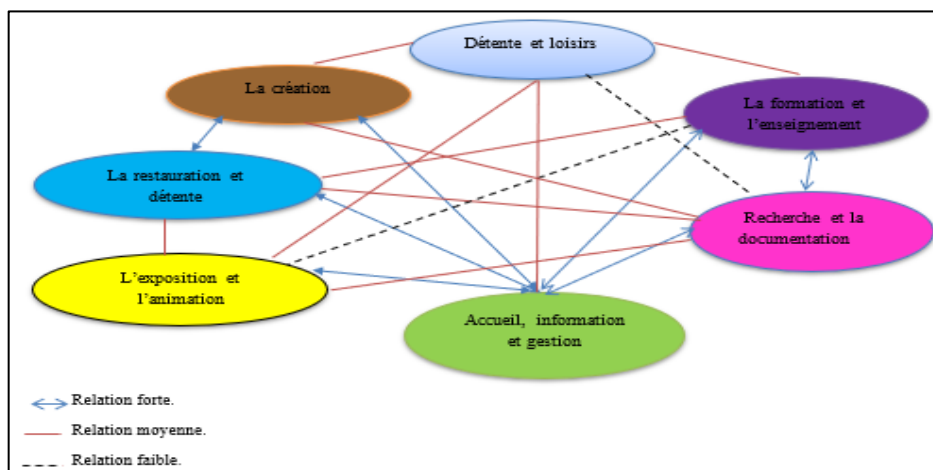 Détente et loisirs
La création
La formation et
l'enseignement
La restauration et
détente
Recherche et la
documentation
L'exposition et
l'animation
Accueil, information
et gestion
Relation forte.
Relation moyenne.
Relation faible.